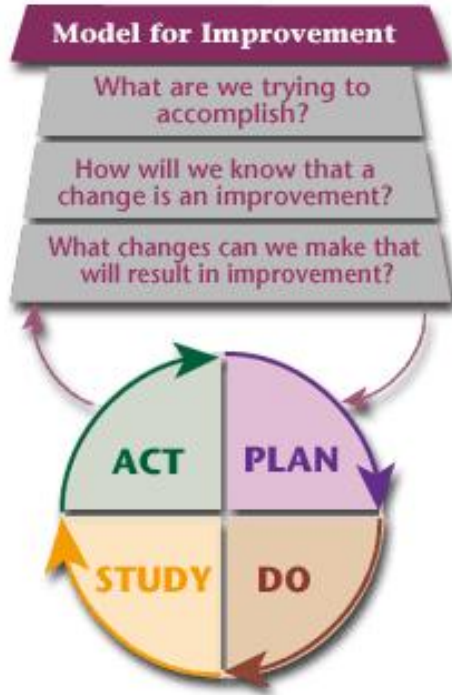 Model for Improvement
What are we trying to
accomplish?
How will we know that a
change is an improvement?
What changes can we make that
will result in improvement?
ACT
PLAN
STUDY
DO